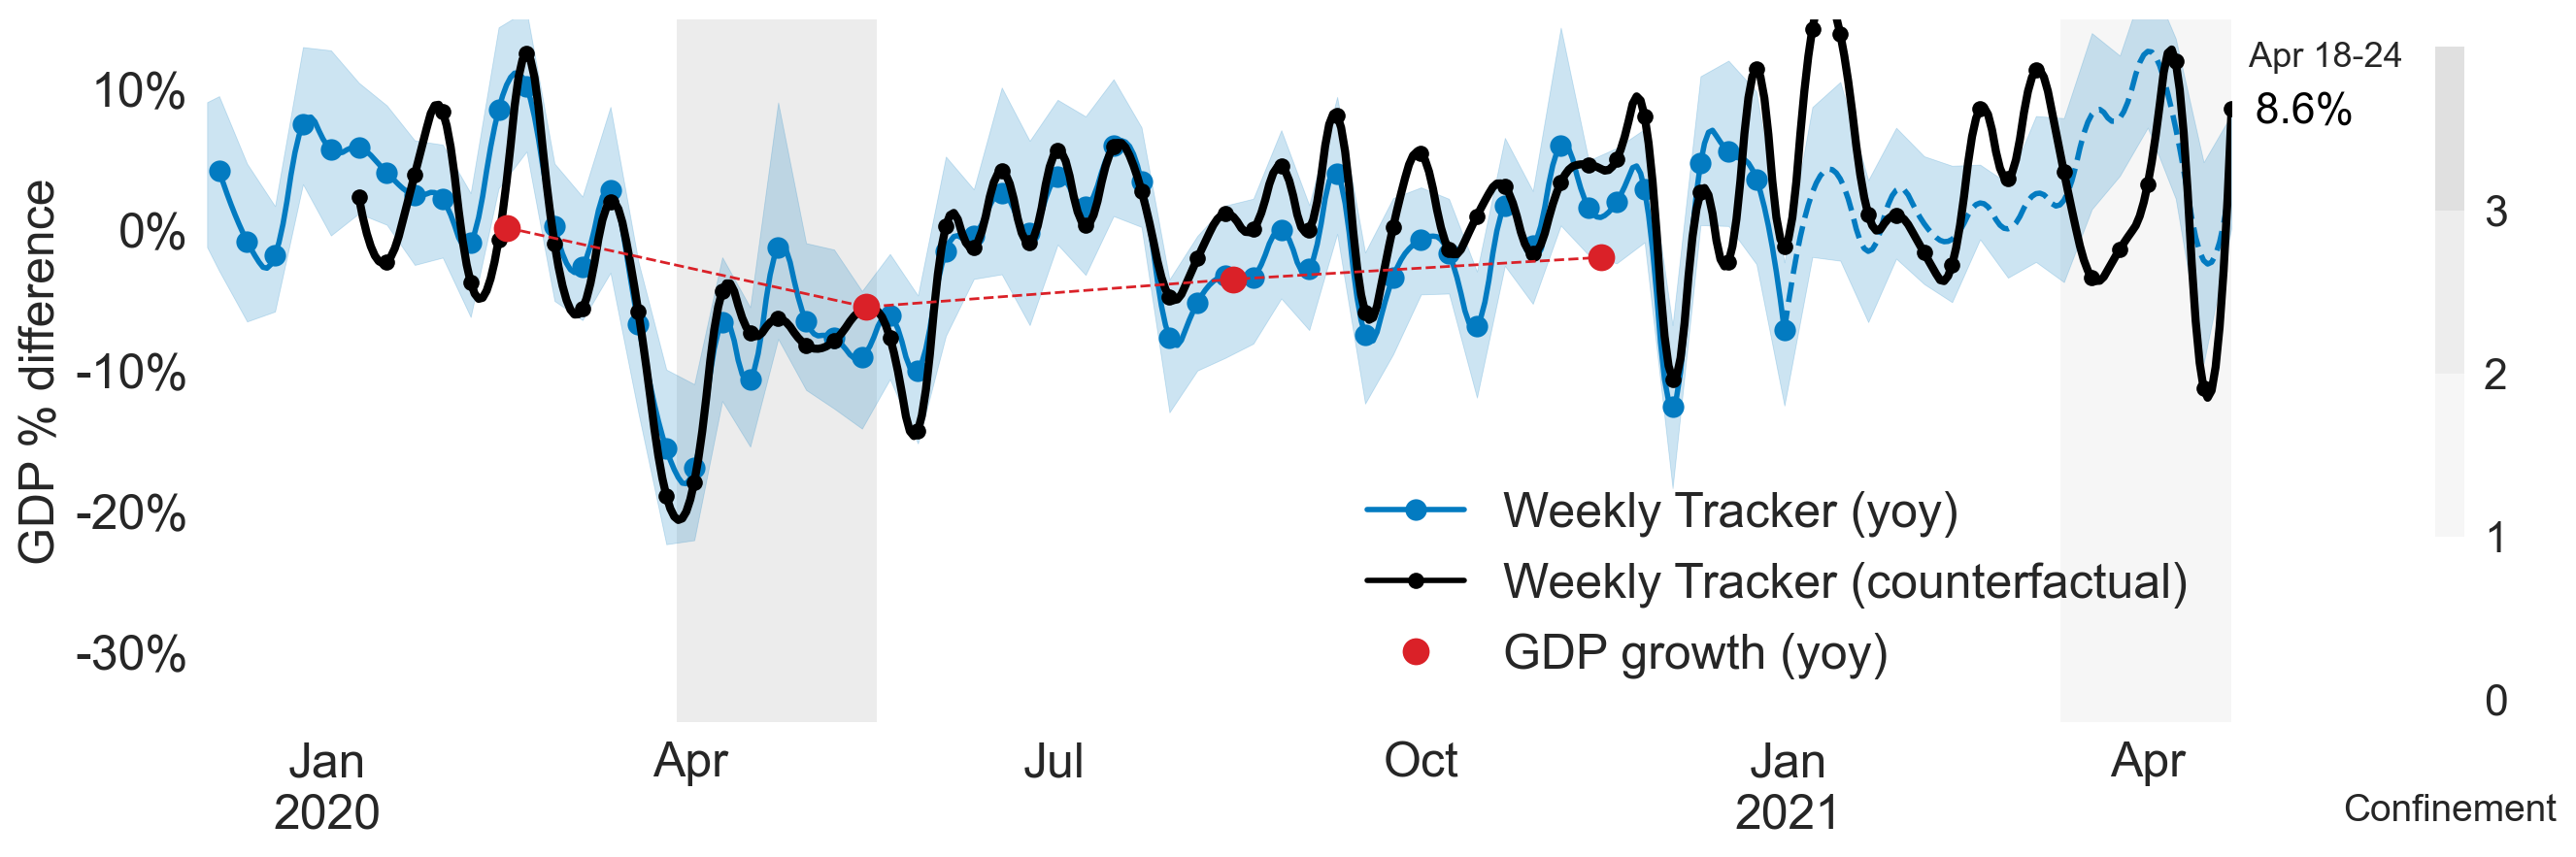 GDP % difference
10%
0%
-10%
-20%
-30%
Apr 18-24
8.6%
Weekly Tracker (yoy)
Weekly Tracker (counterfactual)
GDP growth (yoy)
3
2
1
0
Jan
2020
Apr
Jul
Oct
Jan
2021
Apr
Confinement